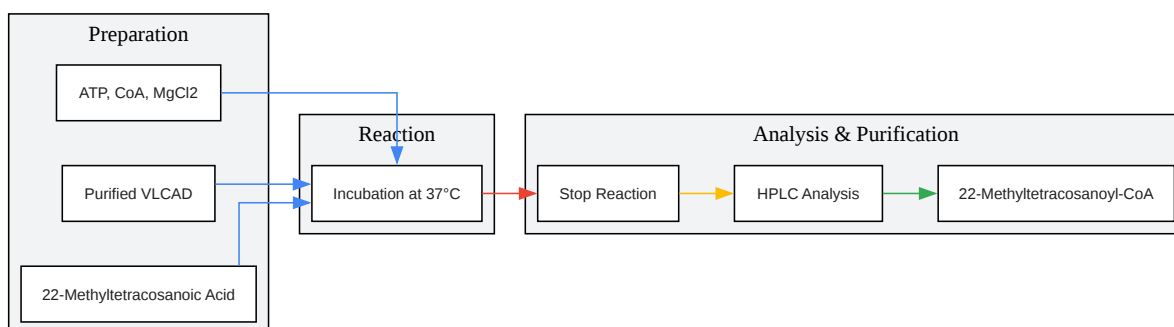 Preparation
ATP, CoA, MgCl2
Purified VLCAD
22-Methyltetracosanoic Acid
Reaction
Incubation at 37°C
Analysis & Purification
Stop Reaction
HPLC Analysis
22-Methyltetracosanoyl-CoA